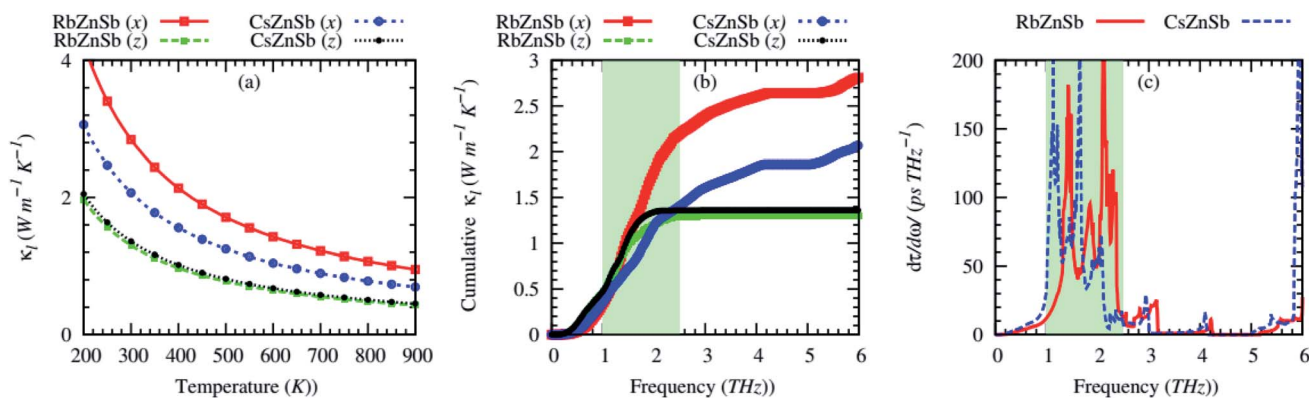 RbZnSb (x) CsZnSb (x)
RbZnSb (z) CsZnSb (z)
(a)
κl (W m−1 K−1)
4
2
0
200 300 400 500 600 700 800 900
Temperature (K))
RbZnSb (x) CsZnSb (x)
RbZnSb (z) CsZnSb (z)
(b)
Cumulative κl (W m−1 K−1)
3
2.5
2
1.5
1
0.5
0
0 1 2 3 4 5 6
Frequency (THz))
RbZnSb CsZnSb
(c)
dτ/dω (ps THz−1)
200
150
100
50
0
0 1 2 3 4 5 6
Frequency (THz))